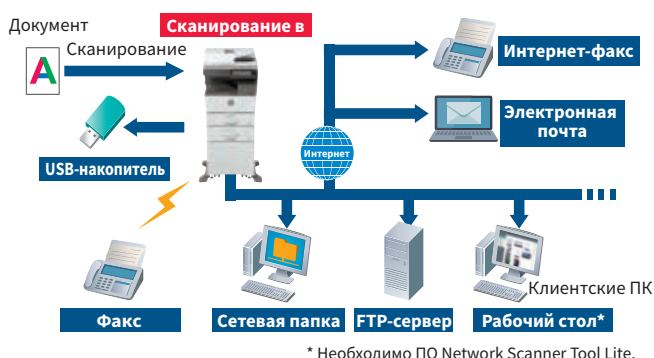 Документ
Сканирование
A
Сканирование в
Интернет-факс
Электронная
почта
Интернет
USB-накопитель
Клиентские ПК
Факс
Сетевая папка
FTP-сервер
Рабочий стол*
* Необходимо ПО Network Scanner Tool Lite.